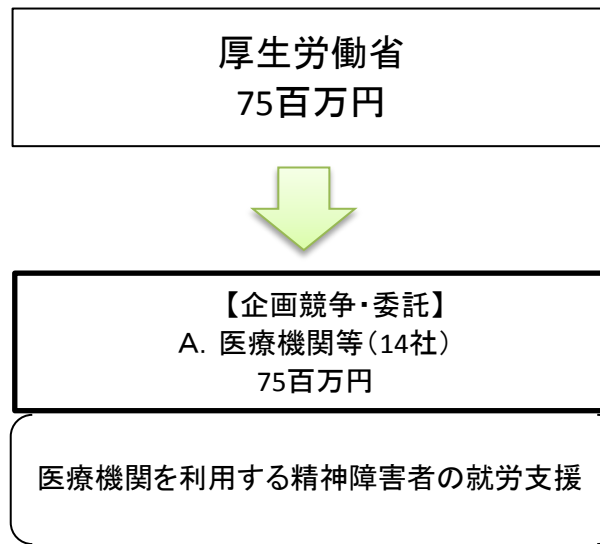 厚生労働省
75百万円
【企画競争・委託】
A. 医療機関等（14社）
75百万円
医療機関を利用する精神障害者の就労支援